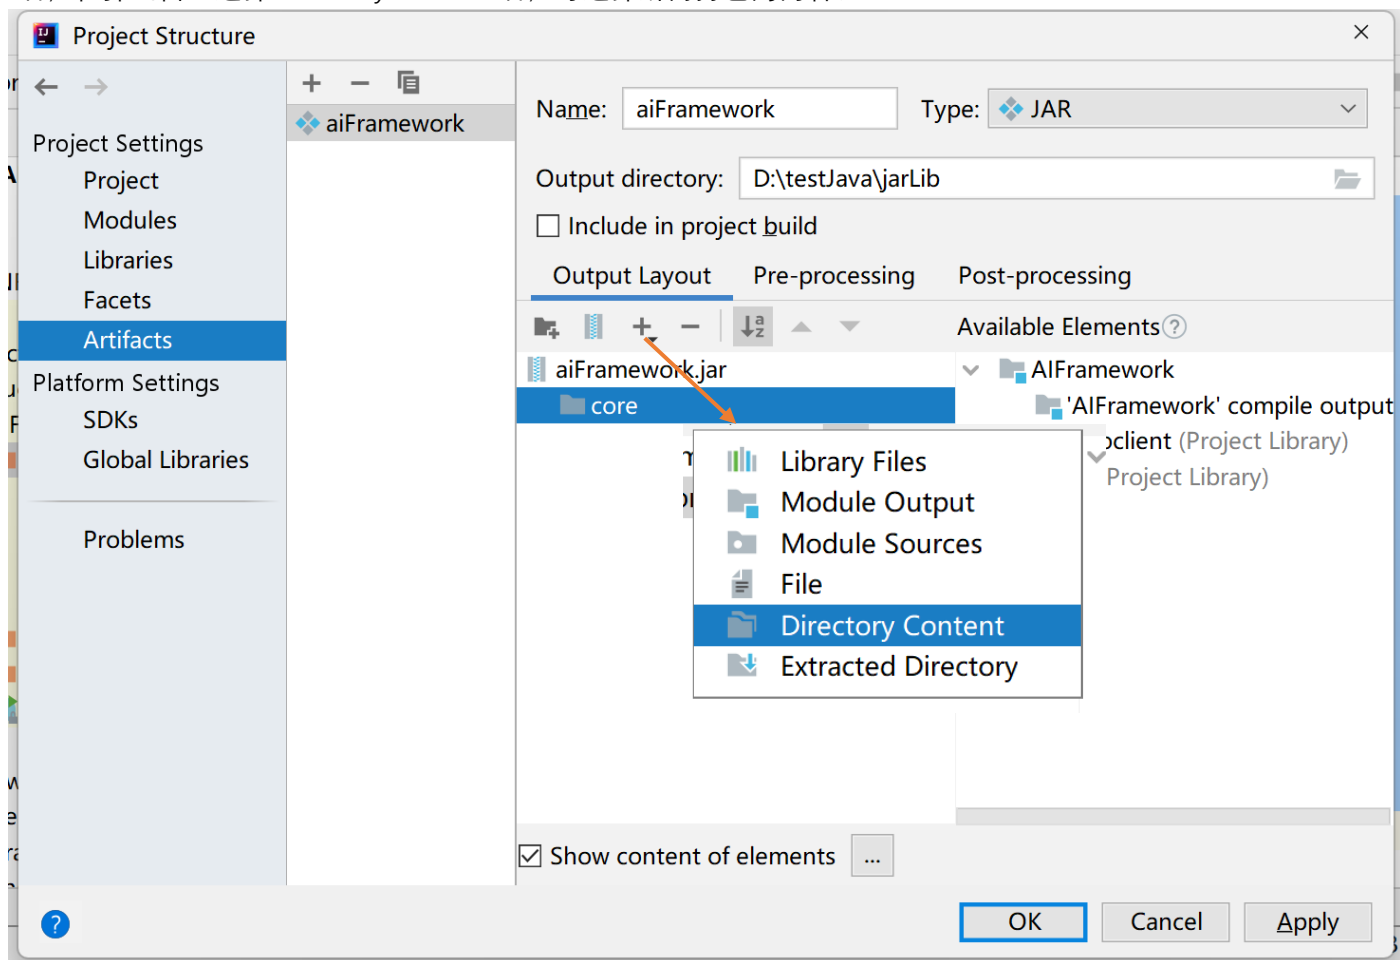 Project Structure
Project Settings
Project
Modules
Libraries
Facets
Artifacts
Platform Settings
SDKs
Global Libraries
Problems
aiFramework
Name: aiFramework Type: JAR
Output directory: D:\testJava\jarLib
Include in project build
Output Layout Pre-processing Post-processing
Available Elements
aiFramework.jar
core
AIFramework
'AIFramework' compile output
(Project Library)
Project Library)
Library Files
Module Output
Module Sources
File
Directory Content
Extracted Directory
Show content of elements ...
OK Cancel Apply